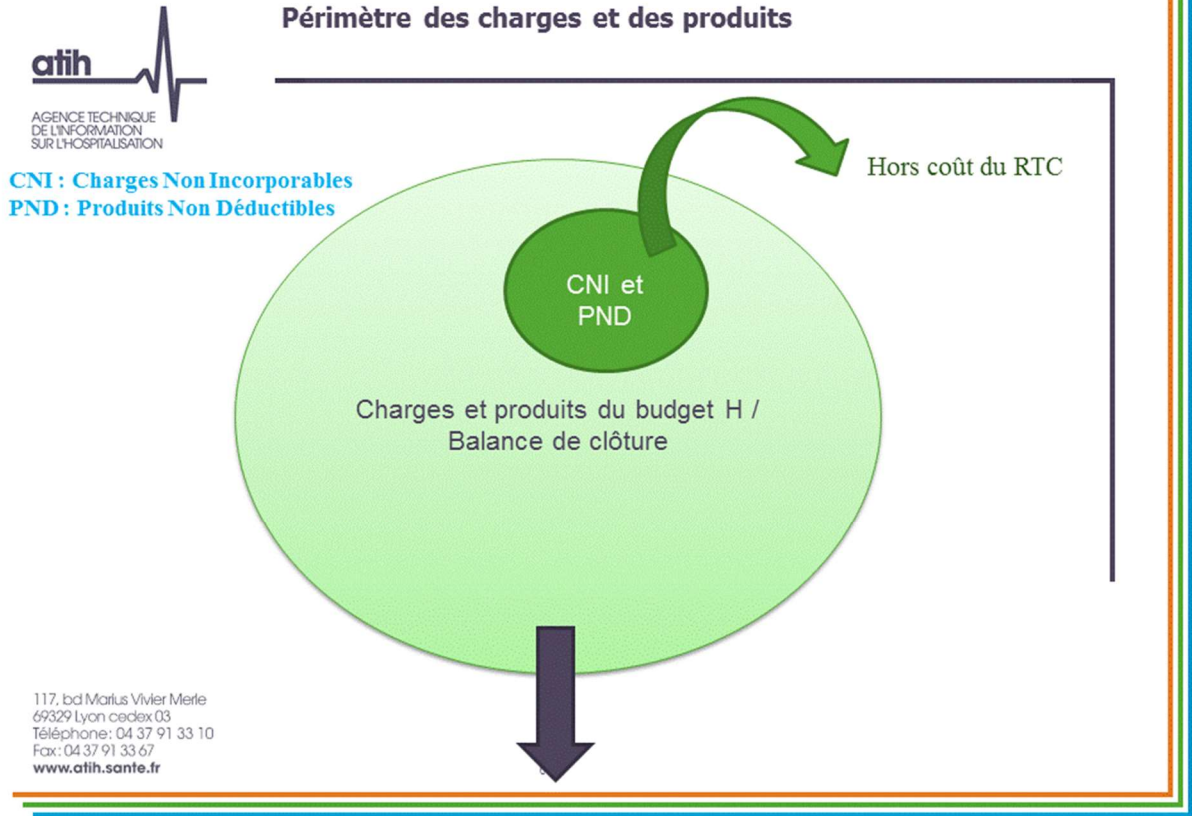 Périmètre des charges et des produits
atih
AGENCE TECHNIQUE
DE L'INFORMATION
SUR L'HOSPITALISATION
CNI : Charges Non Incorporables
PND : Produits Non Déductibles
Hors coût du RTC
CNI et
PND
Charges et produits du budget H /
Balance de clôture
117, bd Marius Vivier Merle
69329 Lyon cedex 03
Téléphone : 04 37 91 33 10
Fax : 04 37 91 33 67
www.atih.sante.fr